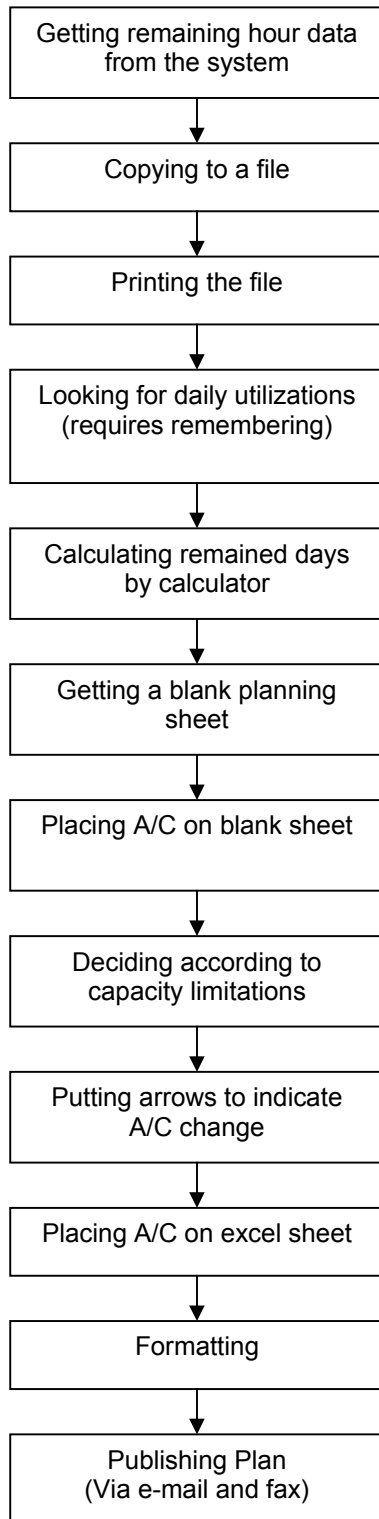 Getting remaining hour data
from the system
Copying to a file
Printing the file
Looking for daily utilizations
(requires remembering)
Calculating remained days
by calculator
Getting a blank planning
sheet
Placing A/C on blank sheet
Deciding according to
capacity limitations
Putting arrows to indicate
A/C change
Placing A/C on excel sheet
Formatting
Publishing Plan
(Via e-mail and fax)